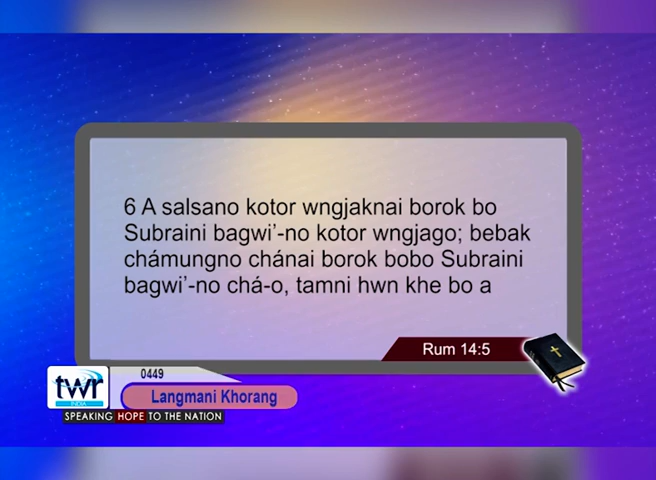 6 A salsano kotor wngjaknai borok bo
Subraini bagwi’-no kotor wngjago; bebak
chámungno chánai borok bobo Subraini
bagwi’-no chá-o, tamni hwn khe bo a
Rum 14:5
twr
INDIA
0449
Langmani Khorang
SPEAKING HOPE TO THE NATION